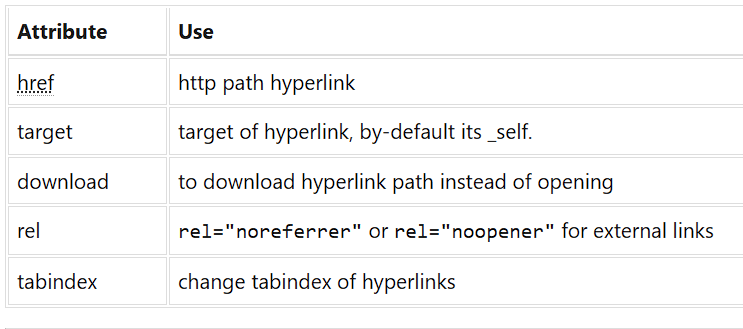 Attribute Use
href http path hyperlink
target target of hyperlink, by-default its _self.
download to download hyperlink path instead of opening
rel rel="noreferrer" or rel="noopener" for external links
tabindex change tabindex of hyperlinks